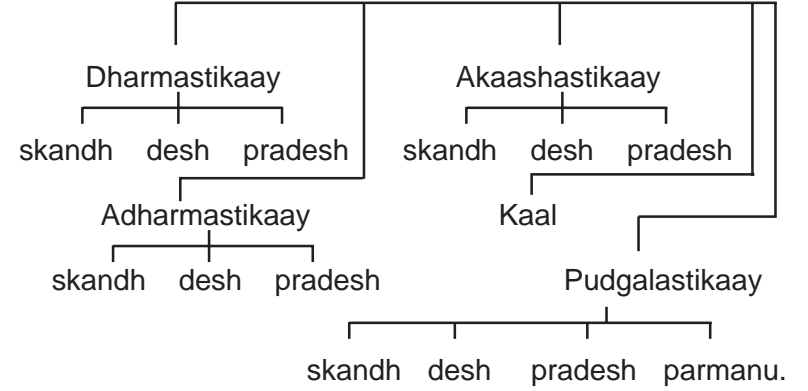 Dharmastikaay Akaashastikaay
skandh desh pradesh skandh desh pradesh
Adharmastikaay Kaal
skandh desh pradesh Pudgalastikaay
skandh desh pradesh parmanu.